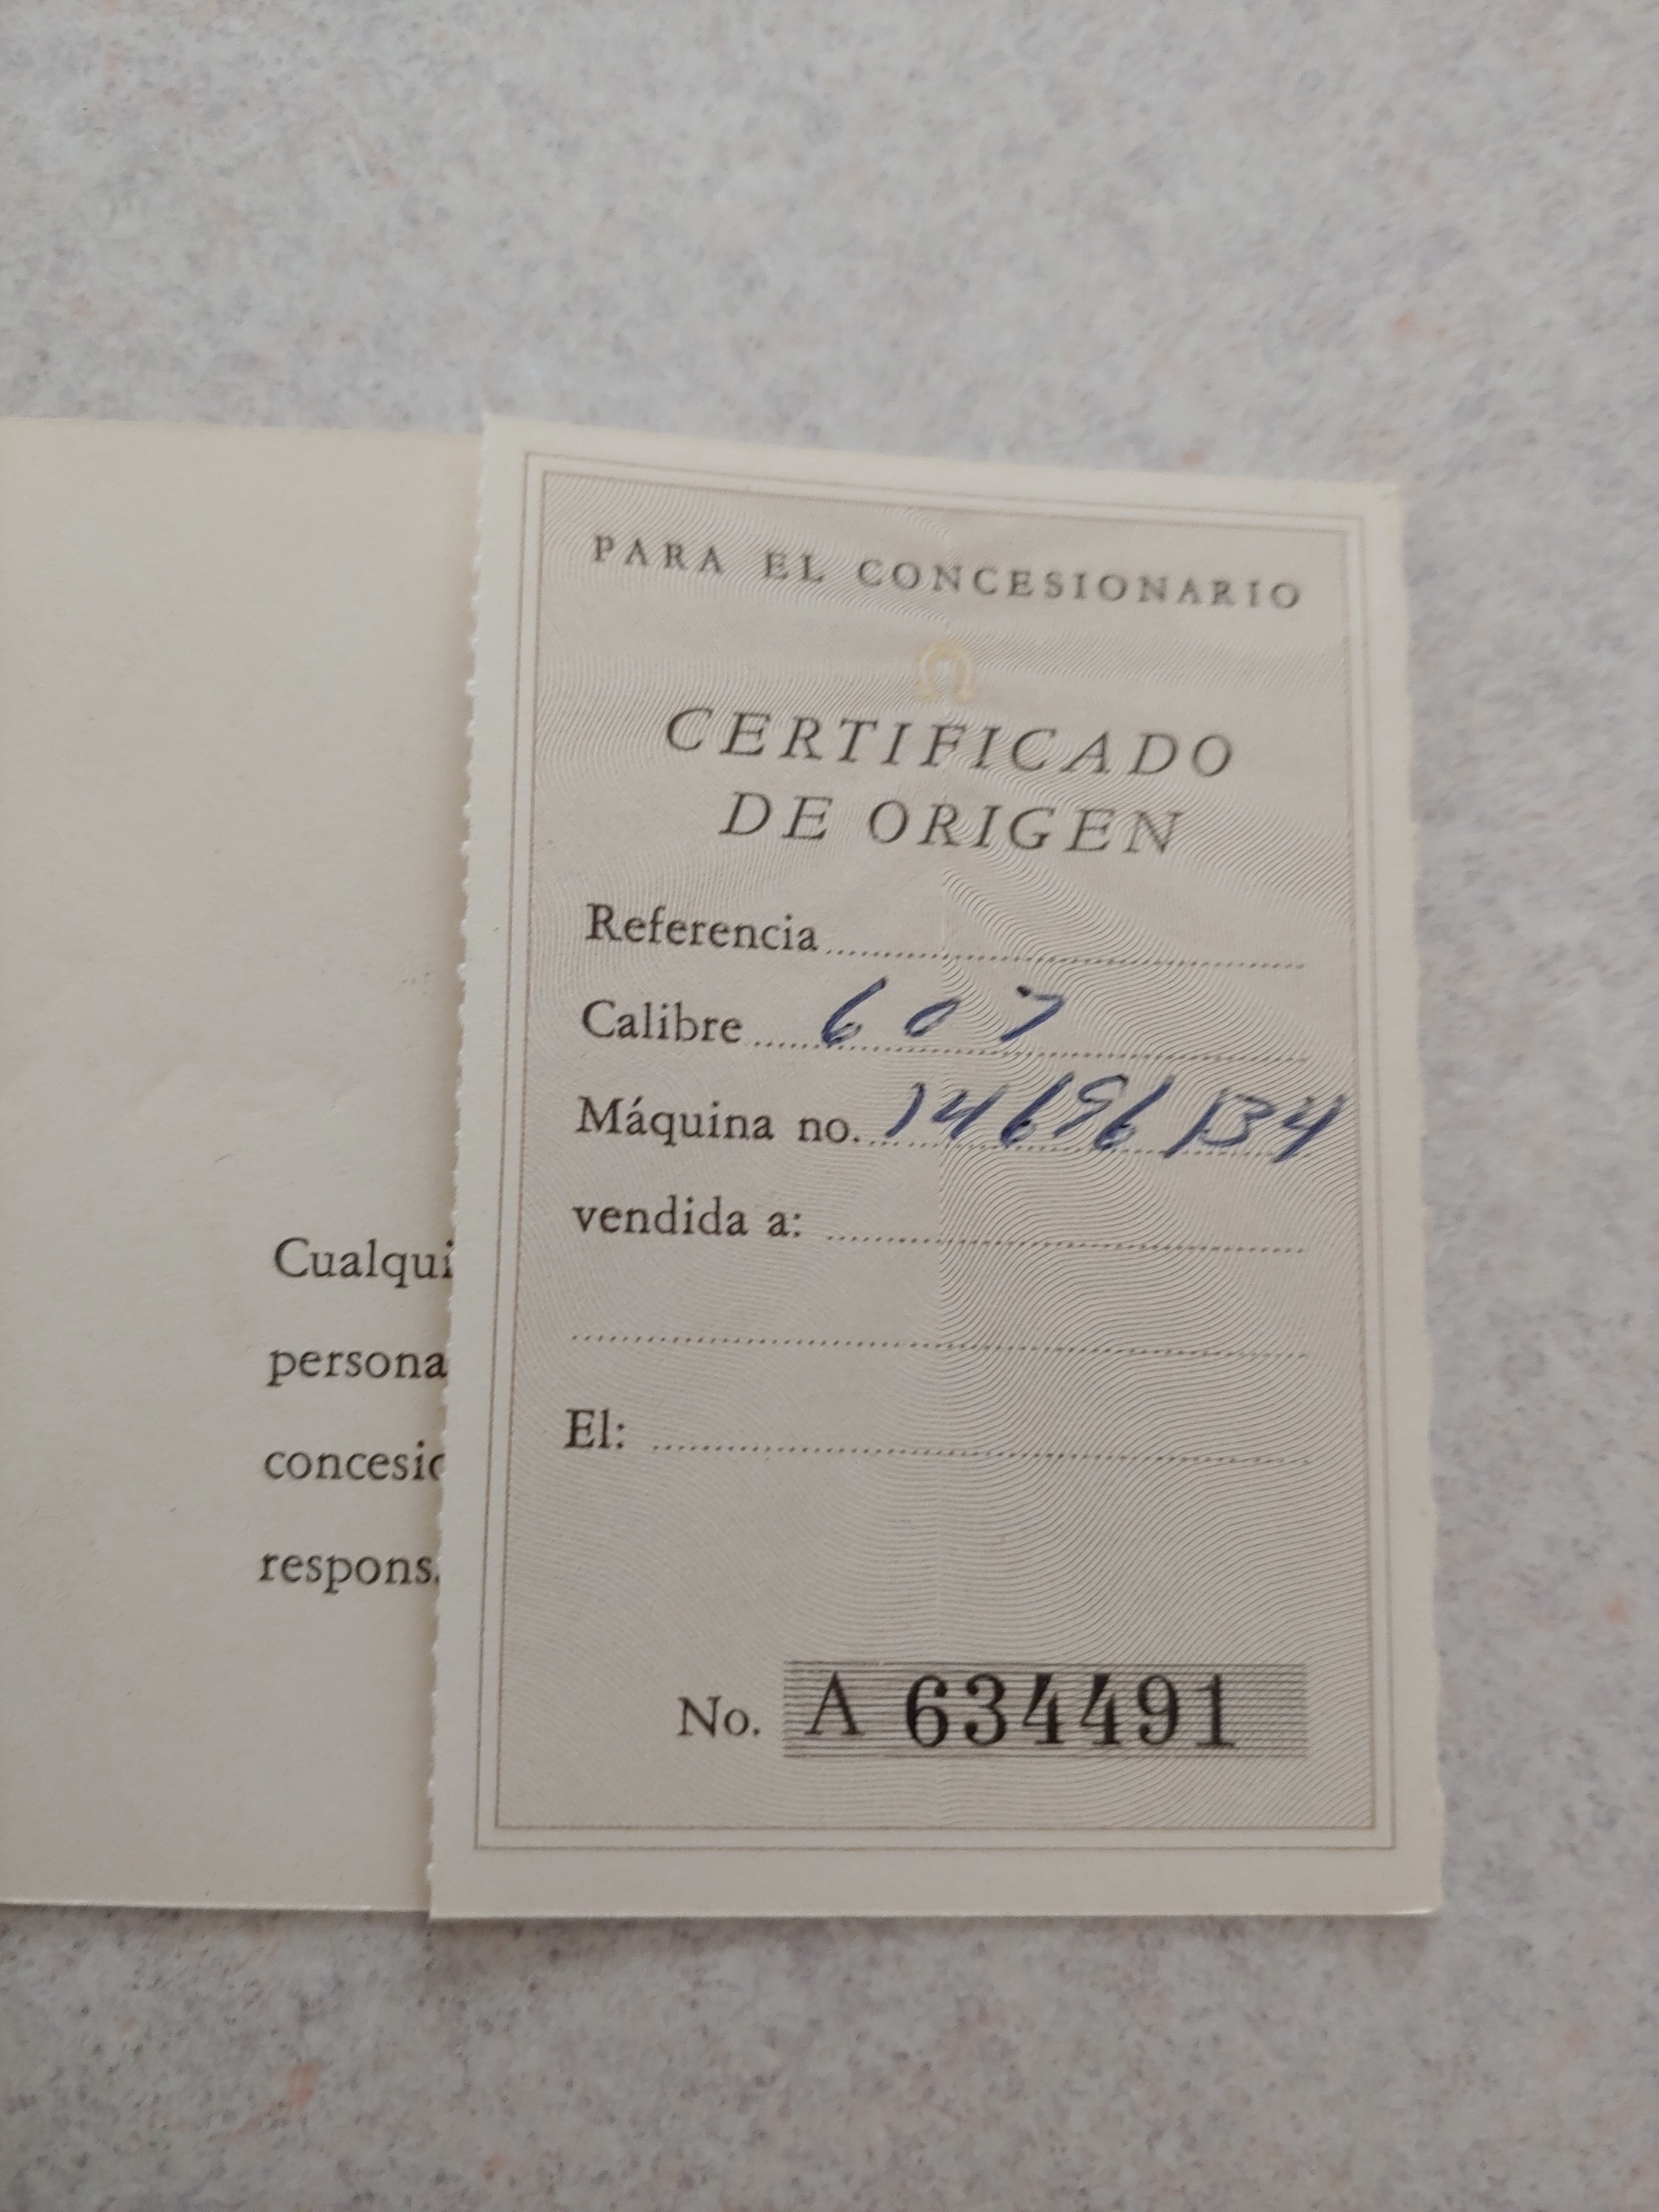 Cualqui
persona
concesio
respons
PARA EL CONCESIONARIO
Ω
CERTIFICADO
DE ORIGEN
Referencia
Calibre 607
Máquina no.
vendida a:
El:
No. A 634491